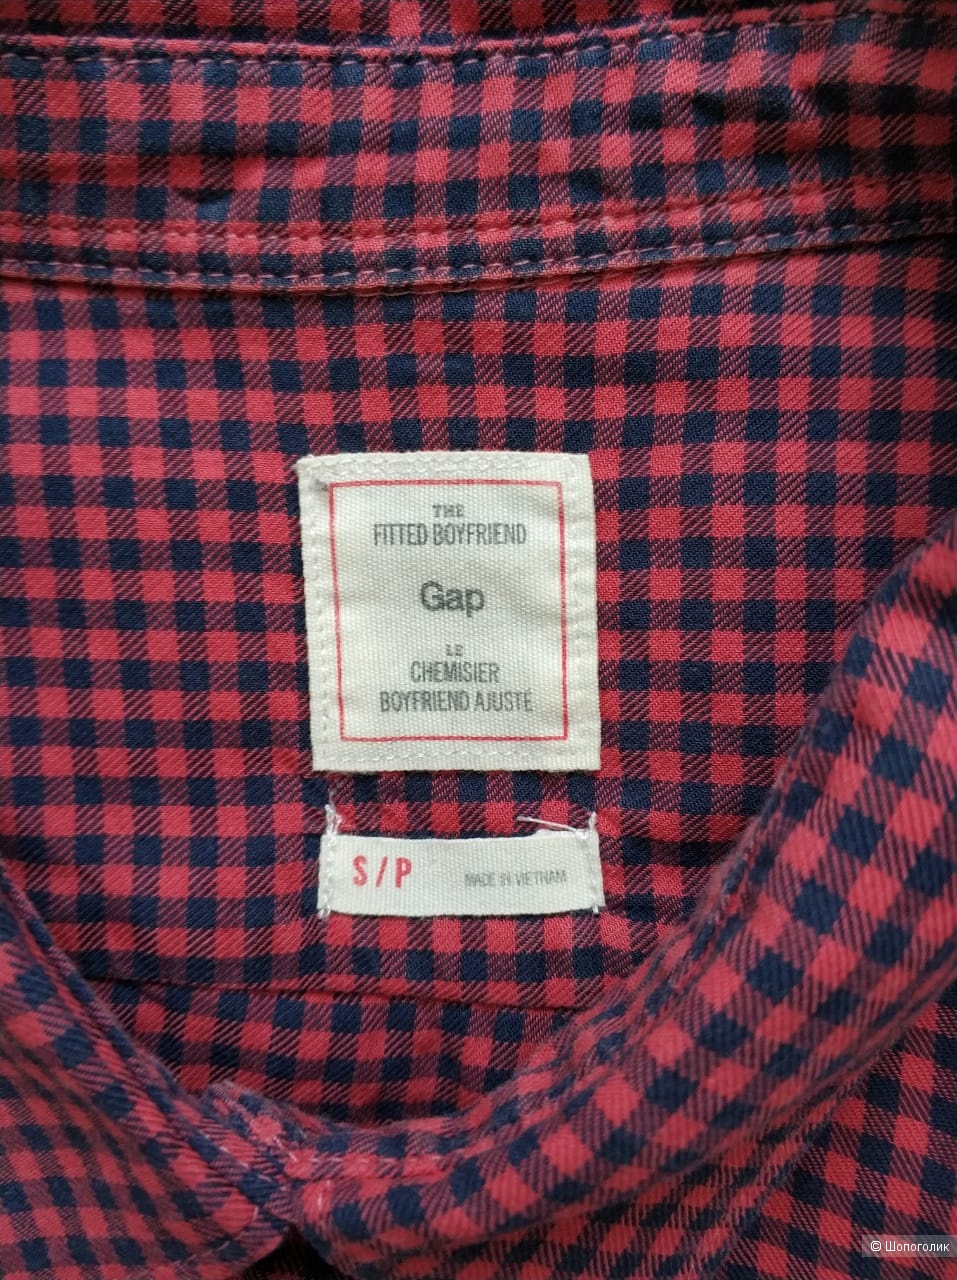 THE
FITTED BOYFRIEND
Gap
LE
CHEMISIER
BOYFRIEND AJUSTÉ
S / P
MADE IN VIETNAM
© Шопоголик